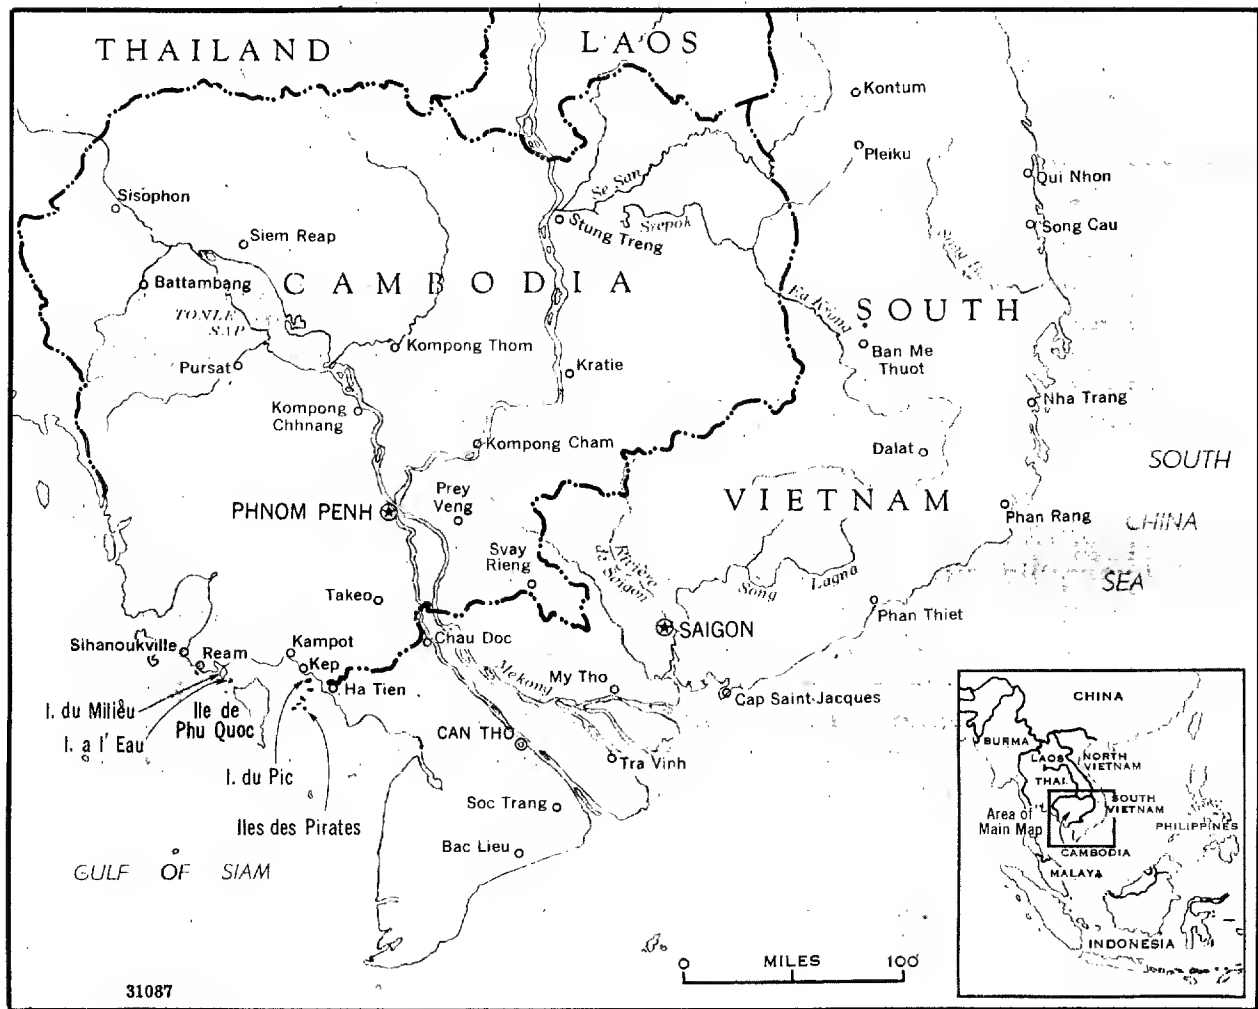 THAILAND
LAOS
Kontum
Pleiku
Qui Nhon
Sisophon
Se San
Siem Reap
Stung Treng
Srepok
Song Cau
Battambang
CAMBODIA
TONLE
SAP
SOUTH
Kompong Thom
Ban Me
Thuot
Pursat
Kratie
Nha Trang
Kompong
Chhnang
Kompong Cham
Dalat
SOUTH
CHINA
SEA
Prey
Veng
VIETNAM
PHNOM PENH
Phan Rang
Svay
Rieng
Rivière
de Saigon
Song Lagna
Takeo
Phan Thiet
SAIGON
Sihanoukville
Ream
Kampot
Kep
Chau Doc
Ha Tien
Mekong
My Tho
Cap Saint-Jacques
I. du Milieu
Ile de
Phu Quoc
I. a l' Eau
CAN THO
I. du Pic
Tra Vinh
Iles des Pirates
Soc Trang
Bac Lieu
GULF OF SIAM
MILES 100
0
31087
CHINA
BURMA
LAOS
NORTH
VIETNAM
THAI.
SOUTH
VIETNAM
Area of
Main Map
PHILIPPINES
CAMBODIA
MALAYA
INDONESIA